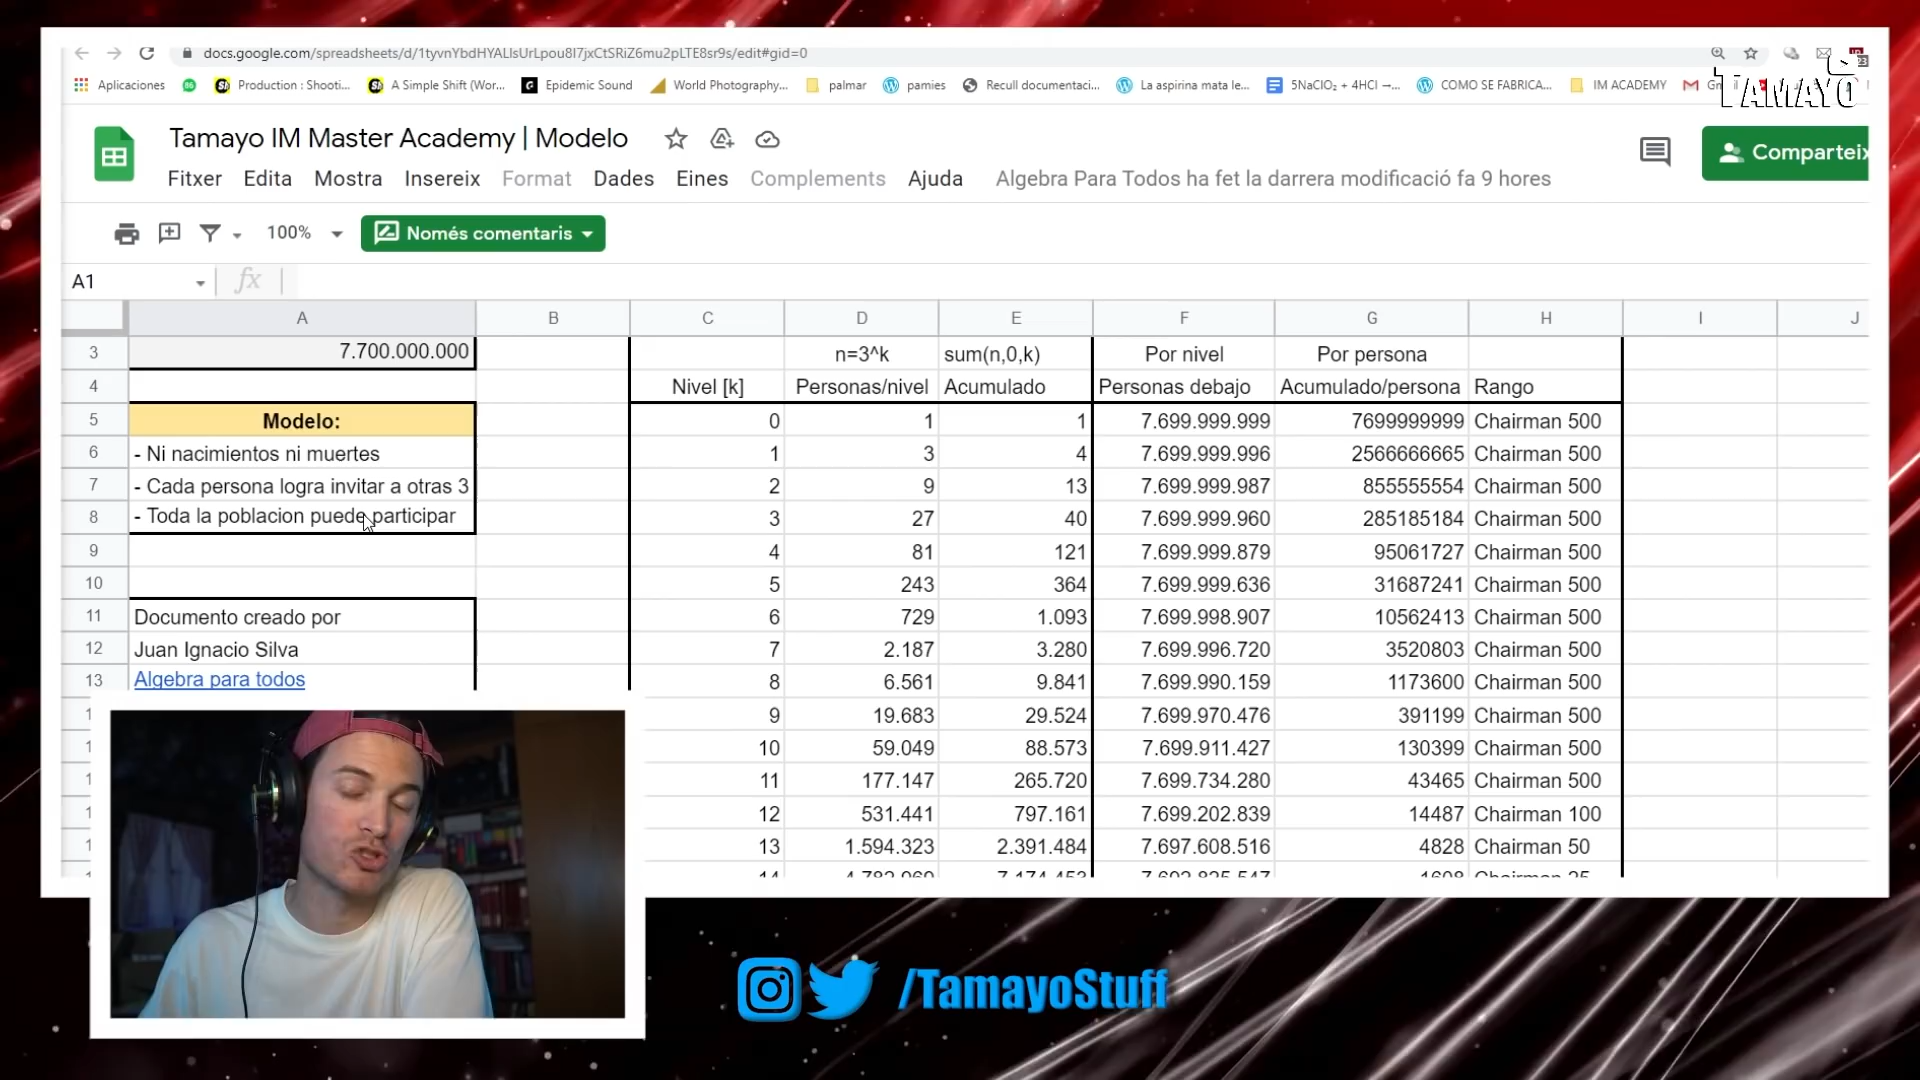 docs.google.com/spreadsheets/d/1tyvnYbdHYALlsUrLpou8I7jxCtSRiZ6mu2pLTE8sr9s/edit#gid=0
Aplicaciones
Production : Shooti...
A Simple Shift (Wor...
Epidemic Sound
World Photography...
palmar
pamies
Recull documentaci...
La aspirina mata le...
5NaClO₂ + 4HCl →...
COMO SE FABRICA...
IM ACADEMY
TAMAYO
Tamayo IM Master Academy | Modelo
Comparteix
Fitxer Edita Mostra Insereix Format Dades Eines Complements Ajuda Algebra Para Todos ha fet la darrera modificació fa 9 hores
100% Només comentaris
A1 fx
A B C D E F G H I J
3 7.700.000.000 n=3^k sum(n,0,k) Por nivel Por persona
4 Nivel [k] Personas/nivel Acumulado Personas debajo Acumulado/persona Rango
5 Modelo: 0 1 1 7.699.999.999 7699999999 Chairman 500
6 - Ni nacimientos ni muertes 1 3 4 7.699.999.996 2566666665 Chairman 500
7 - Cada persona logra invitar a otras 3 2 9 13 7.699.999.987 855555554 Chairman 500
8 - Toda la poblacion puede participar 3 27 40 7.699.999.960 285185184 Chairman 500
9 4 81 121 7.699.999.879 95061727 Chairman 500
10 5 243 364 7.699.999.636 31687241 Chairman 500
11 Documento creado por 6 729 1.093 7.699.998.907 10562413 Chairman 500
12 Juan Ignacio Silva 7 2.187 3.280 7.699.996.720 3520803 Chairman 500
13 Algebra para todos 8 6.561 9.841 7.699.990.159 1173600 Chairman 500
9 19.683 29.524 7.699.970.476 391199 Chairman 500
10 59.049 88.573 7.699.911.427 130399 Chairman 500
11 177.147 265.720 7.699.734.280 43465 Chairman 500
12 531.441 797.161 7.699.202.839 14487 Chairman 100
13 1.594.323 2.391.484 7.697.608.516 4828 Chairman 50
/TamayoStuff